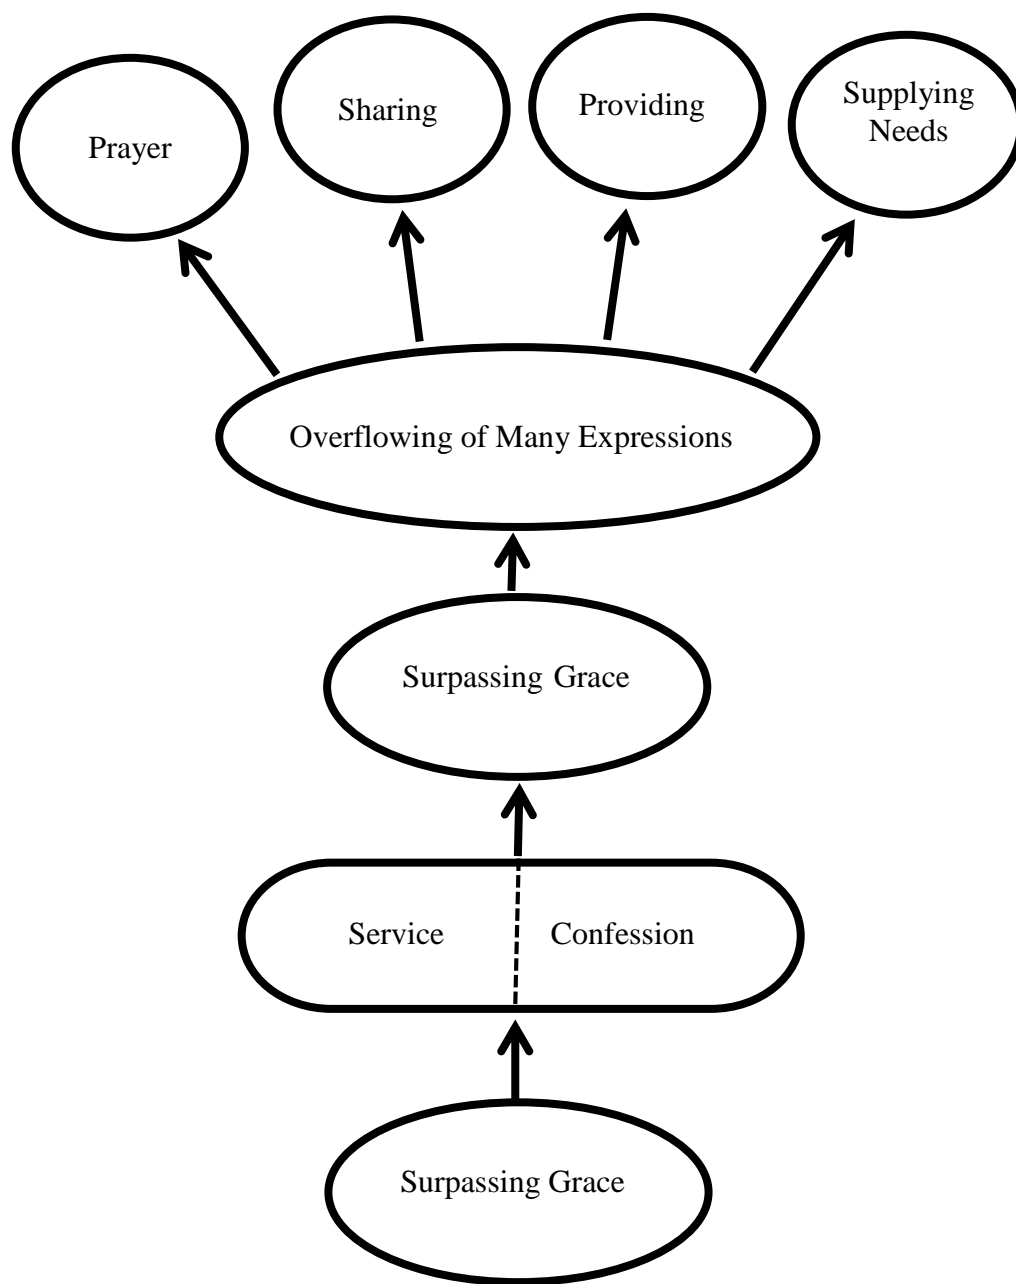 Prayer
Sharing
Providing
Supplying
Needs
Overflowing of Many Expressions
Surpassing Grace
Service
Confession
Surpassing Grace